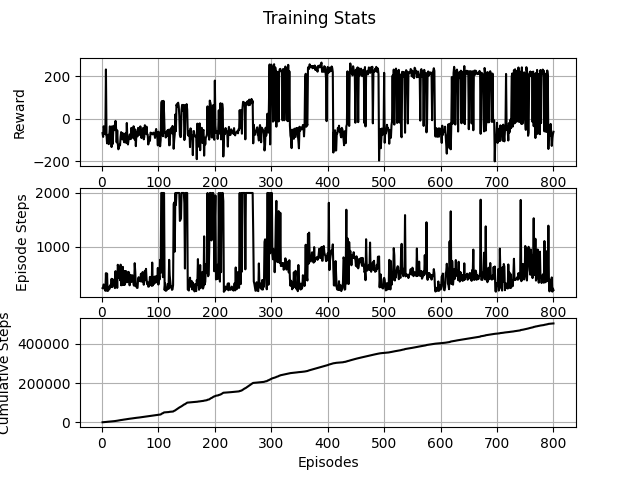 Training Stats
Reward
200
0
−200
0 100 200 300 400 500 600 700 800
Episode Steps
2000
1000
0 100 200 300 400 500 600 700 800
Cumulative Steps
400000
200000
0
0 100 200 300 400 500 600 700 800
Episodes